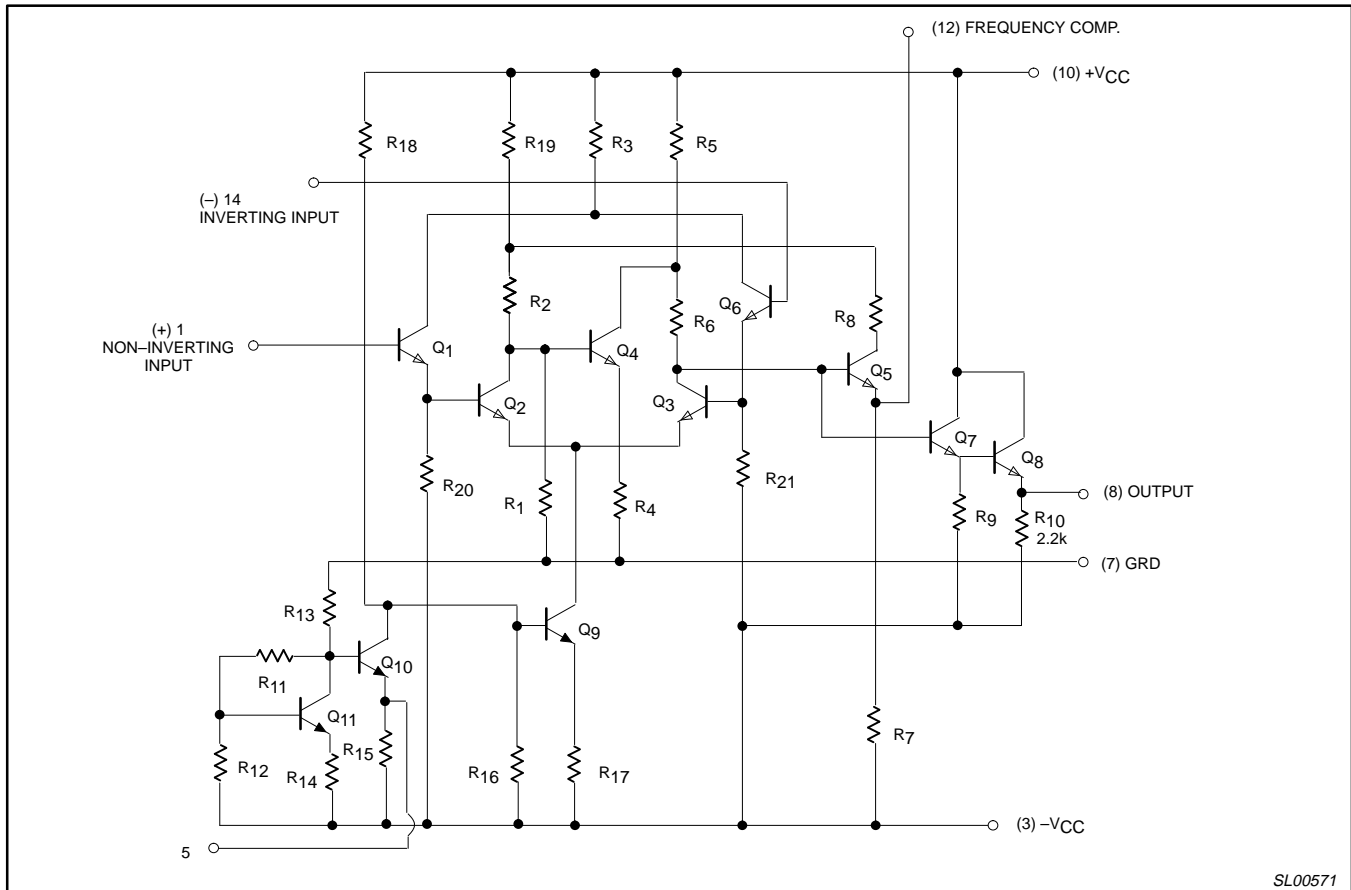 (12) FREQUENCY COMP.
(10) +VCC
R18
R19
R3
R5
(–) 14
INVERTING INPUT
R2
R6
Q6
R8
(+) 1
NON–INVERTING
INPUT
Q1
Q4
Q5
Q2
Q3
Q7
Q8
R20
R1
R4
R21
R9
R10
2.2k
(8) OUTPUT
(7) GRD
R13
Q9
R11
Q10
Q11
R12
R14
R15
R16
R17
R7
(3) –VCC
5
SL00571